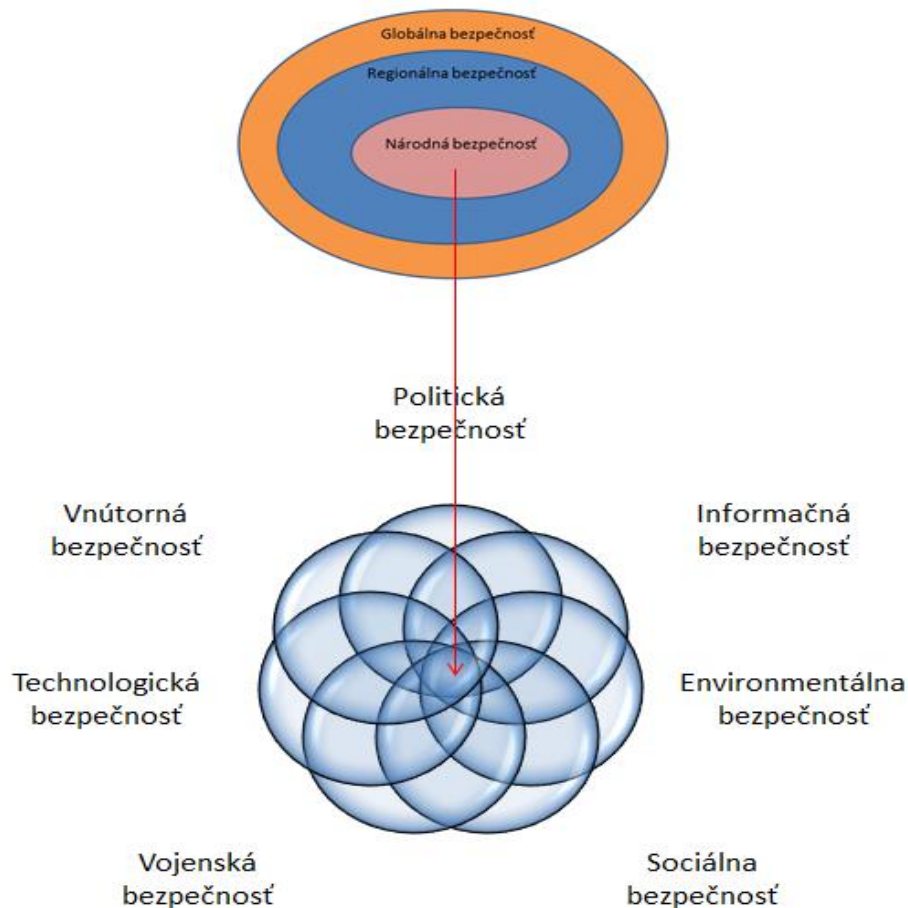 Globálna bezpečnosť
Regionálna bezpečnosť
Národná bezpečnosť
Politická
bezpečnosť
Vnútorná
bezpečnosť
Informačná
bezpečnosť
Technologická
bezpečnosť
Environmentálna
bezpečnosť
Vojenská
bezpečnosť
Sociálna
bezpečnosť